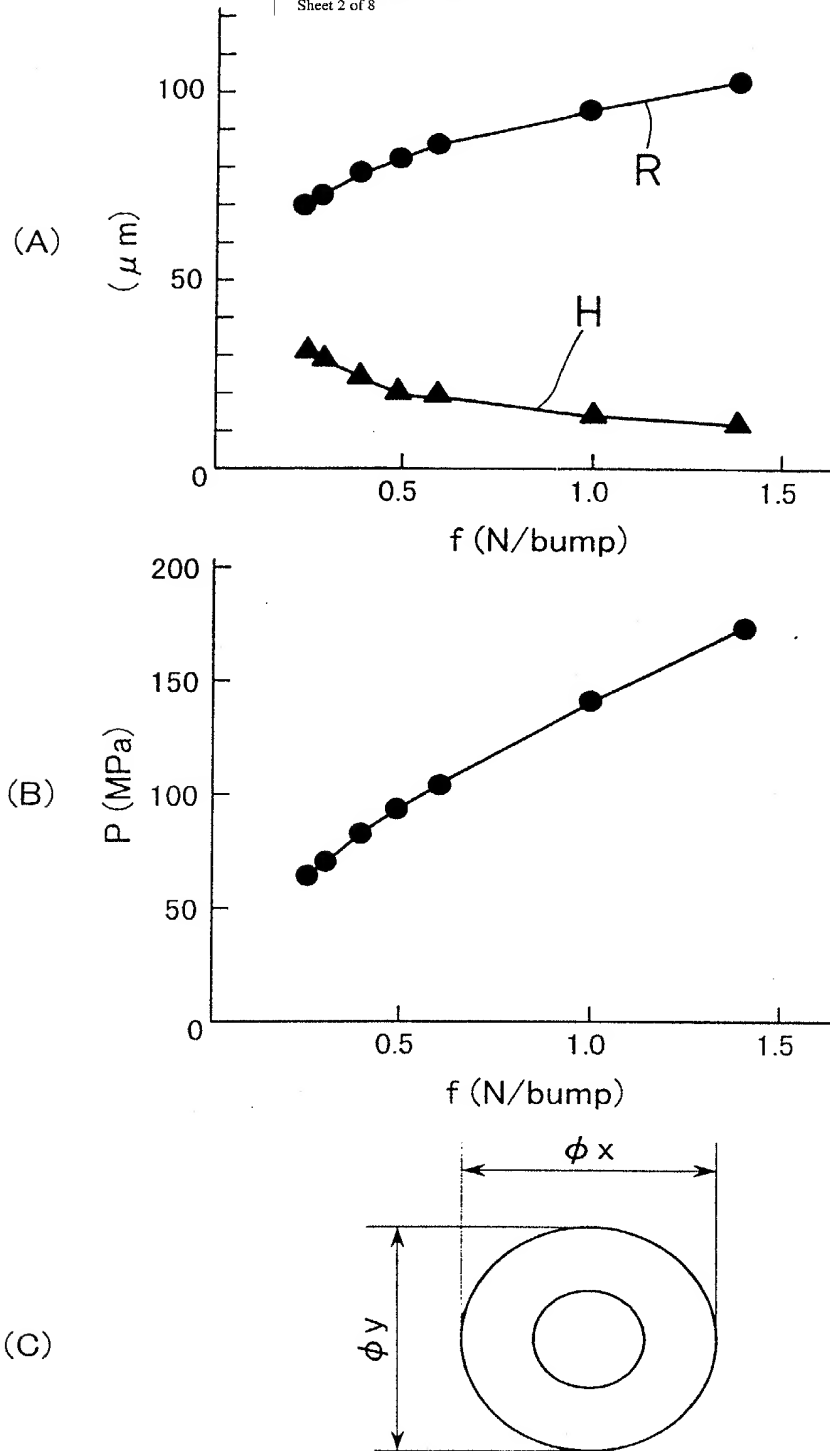 Sheet 2 of 8
(A)
(μm)
100
50
0
R
H
0.5
1.0
1.5
f (N/bump)
(B)
P (MPa)
200
150
100
50
0
0.5
1.0
1.5
f (N/bump)
(C)
φx
φy